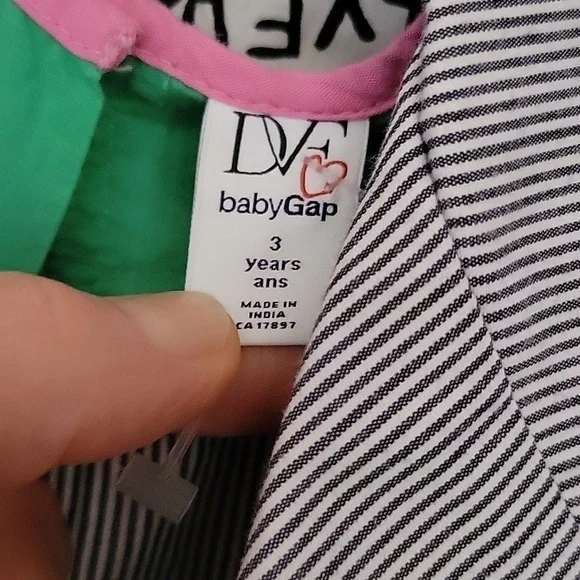 DVF
babyGap
3
years
ans
MADE IN
INDIA
CA 17897